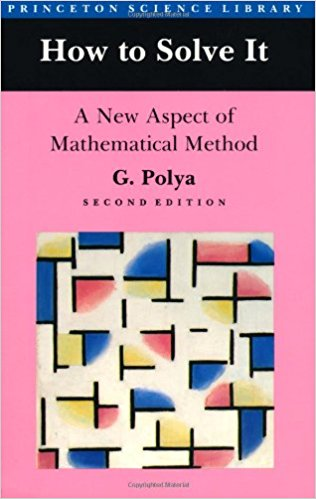 PRINCETON SCIENCE LIBRARY
How to Solve It
A New Aspect of
Mathematical Method
G. Polya
SECOND EDITION